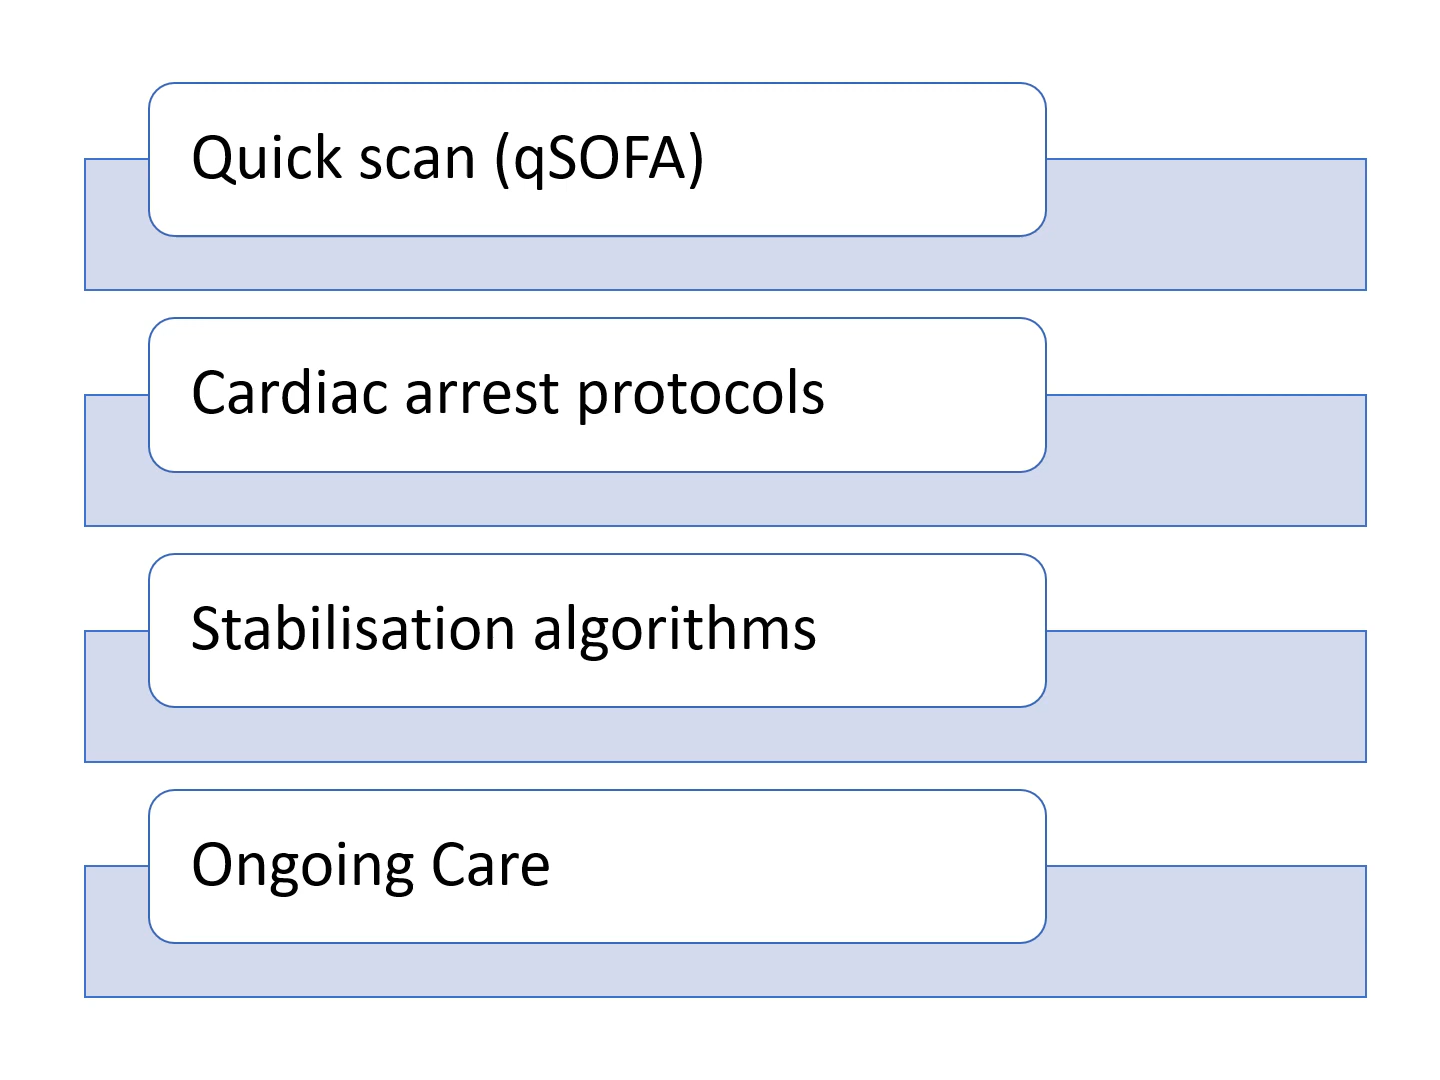 Quick scan (qSOFA)
Cardiac arrest protocols
Stabilisation algorithms
Ongoing Care